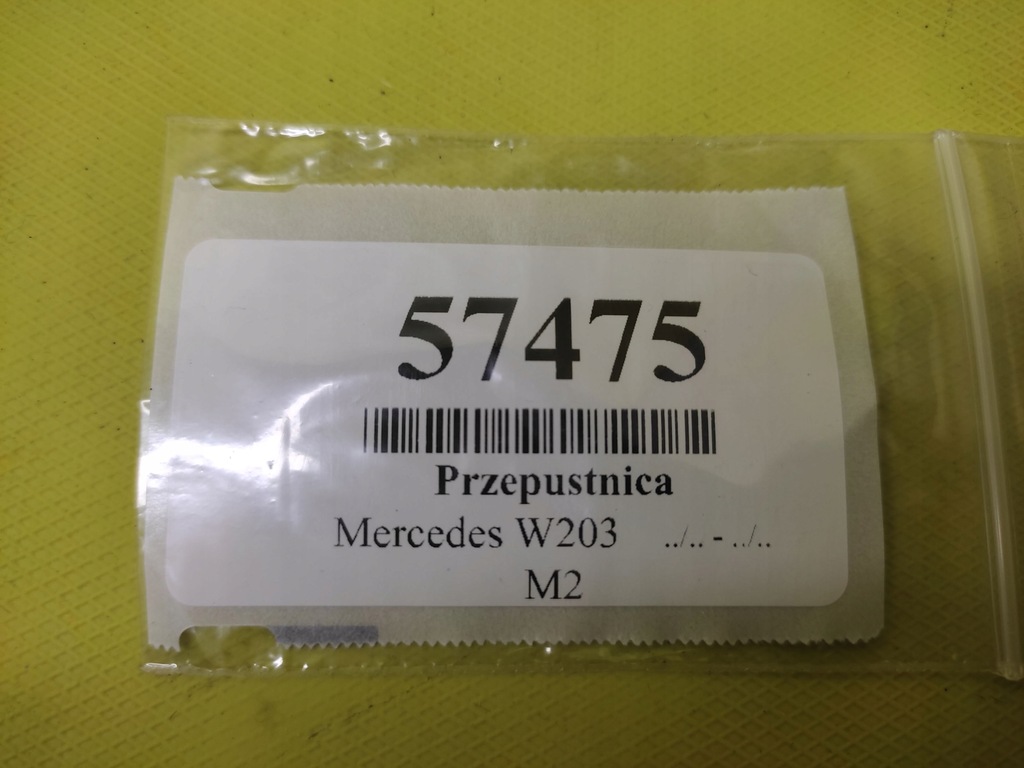 57475
Przepustnica
Mercedes W203 ../.. - ../..
M2